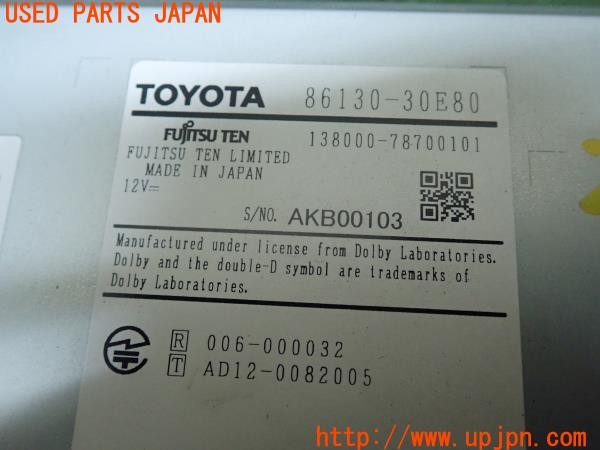 USED PARTS JAPAN
TOYOTA 86130-30E80
FUJITSU TEN 138000-78700101
FUJITSU TEN LIMITED
MADE IN JAPAN
12V⎓
S/NO. AKB00103
Manufactured under license from Dolby Laboratories.
Dolby and the double-D symbol are trademarks of
Dolby Laboratories.
R 006-000032
T AD12-0082005
http://www.upjpn.com